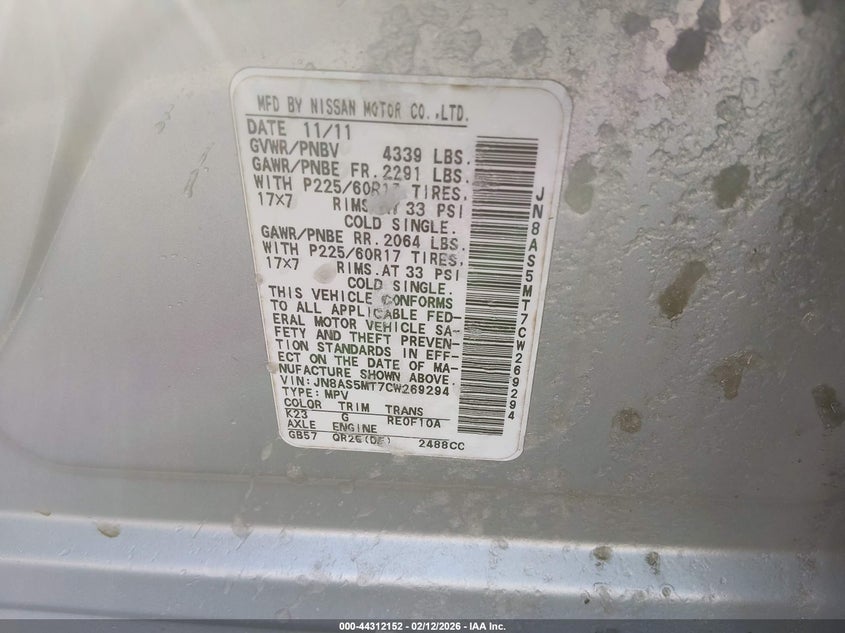 MFD BY NISSAN MOTOR CO.,LTD.
DATE 11/11
GVWR/PNBV 4339 LBS.
GAWR/PNBE FR.2291 LBS.
WITH P225/60R17 TIRES,
17X7 RIMS.AT 33 PSI
COLD SINGLE.
GAWR/PNBE RR.2064 LBS.
WITH P225/60R17 TIRES,
17X7 RIMS.AT 33 PSI
COLD SINGLE.
THIS VEHICLE CONFORMS
TO ALL APPLICABLE FED-
ERAL MOTOR VEHICLE SA-
FETY AND THEFT PREVEN-
TION STANDARDS IN EFF-
ECT ON THE DATE OF MA-
NUFACTURE SHOWN ABOVE.
VIN: JN8AS5MT7CW269294
TYPE: MPV
COLOR TRIM TRANS
K23 G RE0F10A
AXLE ENGINE
GB57 2488CC
JN8AS5MT7CW269294
000-44312152 - 02/12/2026 - IAA Inc.